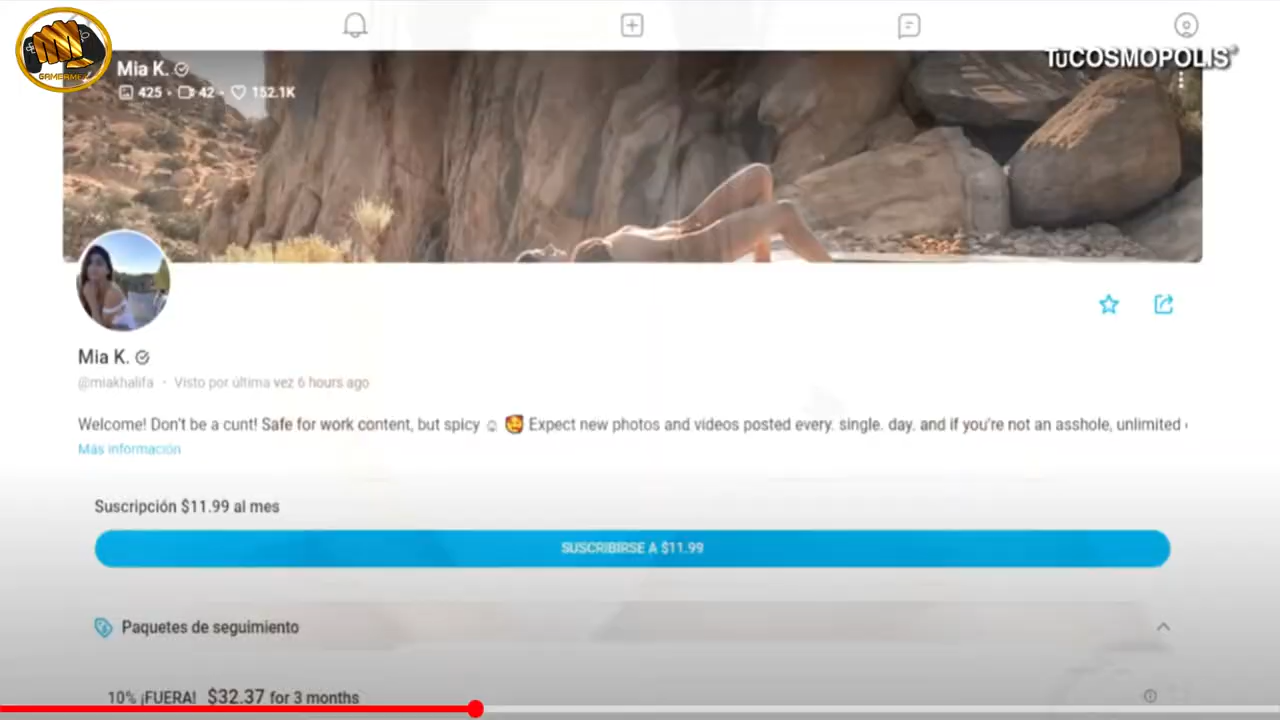 TuCOSMOPOLIS
GAMEAMEZ
Mia K.
425 · 42 · 152.1K
Mia K.
@miakhalifa · Visto por última vez 6 hours ago
Welcome! Don't be a cunt! Safe for work content, but spicy ☺ 🥰 Expect new photos and videos posted every. single. day. and if you're not an asshole, unlimited
Más información
Suscripción $11.99 al mes
SUSCRIBIRSE A $11.99
Paquetes de seguimiento
10% ¡FUERA! $32.37 for 3 months